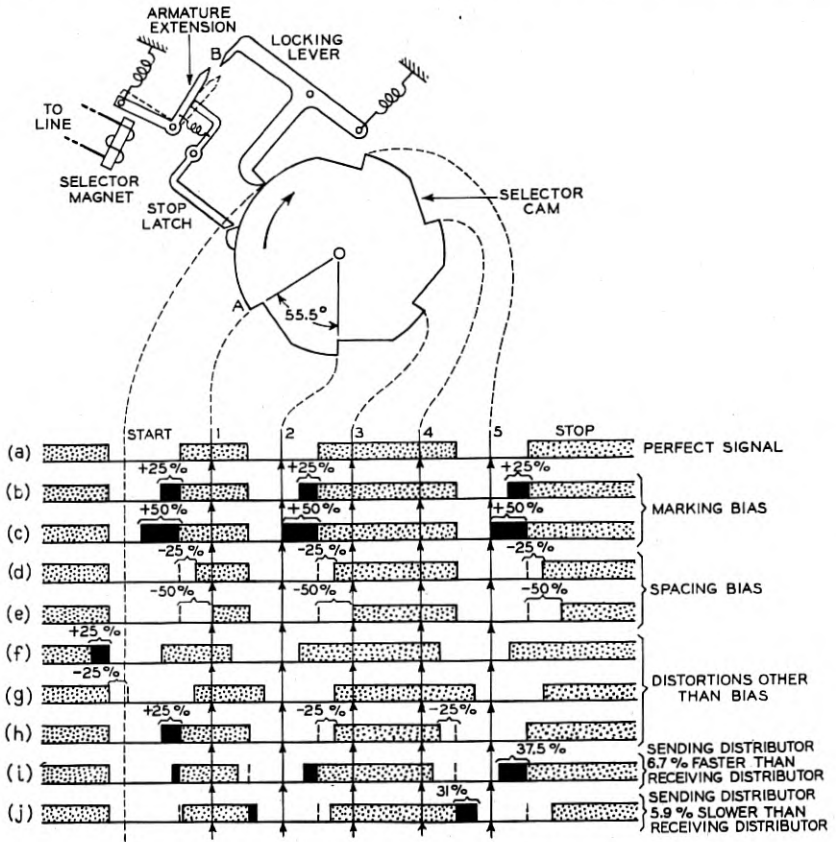 ARMATURE
EXTENSION
B
LOCKING
LEVER
TO
LINE
SELECTOR
MAGNET
STOP
LATCH
SELECTOR
CAM
A
55.5°
START 1 2 3 4 5 STOP
(a) PERFECT SIGNAL
+25% +25% +25%
(b)
MARKING BIAS
+50% +50% +50%
(c)
-25% -25% -25%
(d)
SPACING BIAS
-50% -50% -50%
(e)
+25%
(f)
-25%
DISTORTIONS OTHER
THAN BIAS
(g)
+25% -25% -25%
(h)
37.5%
SENDING DISTRIBUTOR
6.7% FASTER THAN
RECEIVING DISTRIBUTOR
(i)
31%
SENDING DISTRIBUTOR
5.9% SLOWER THAN
RECEIVING DISTRIBUTOR
(j)